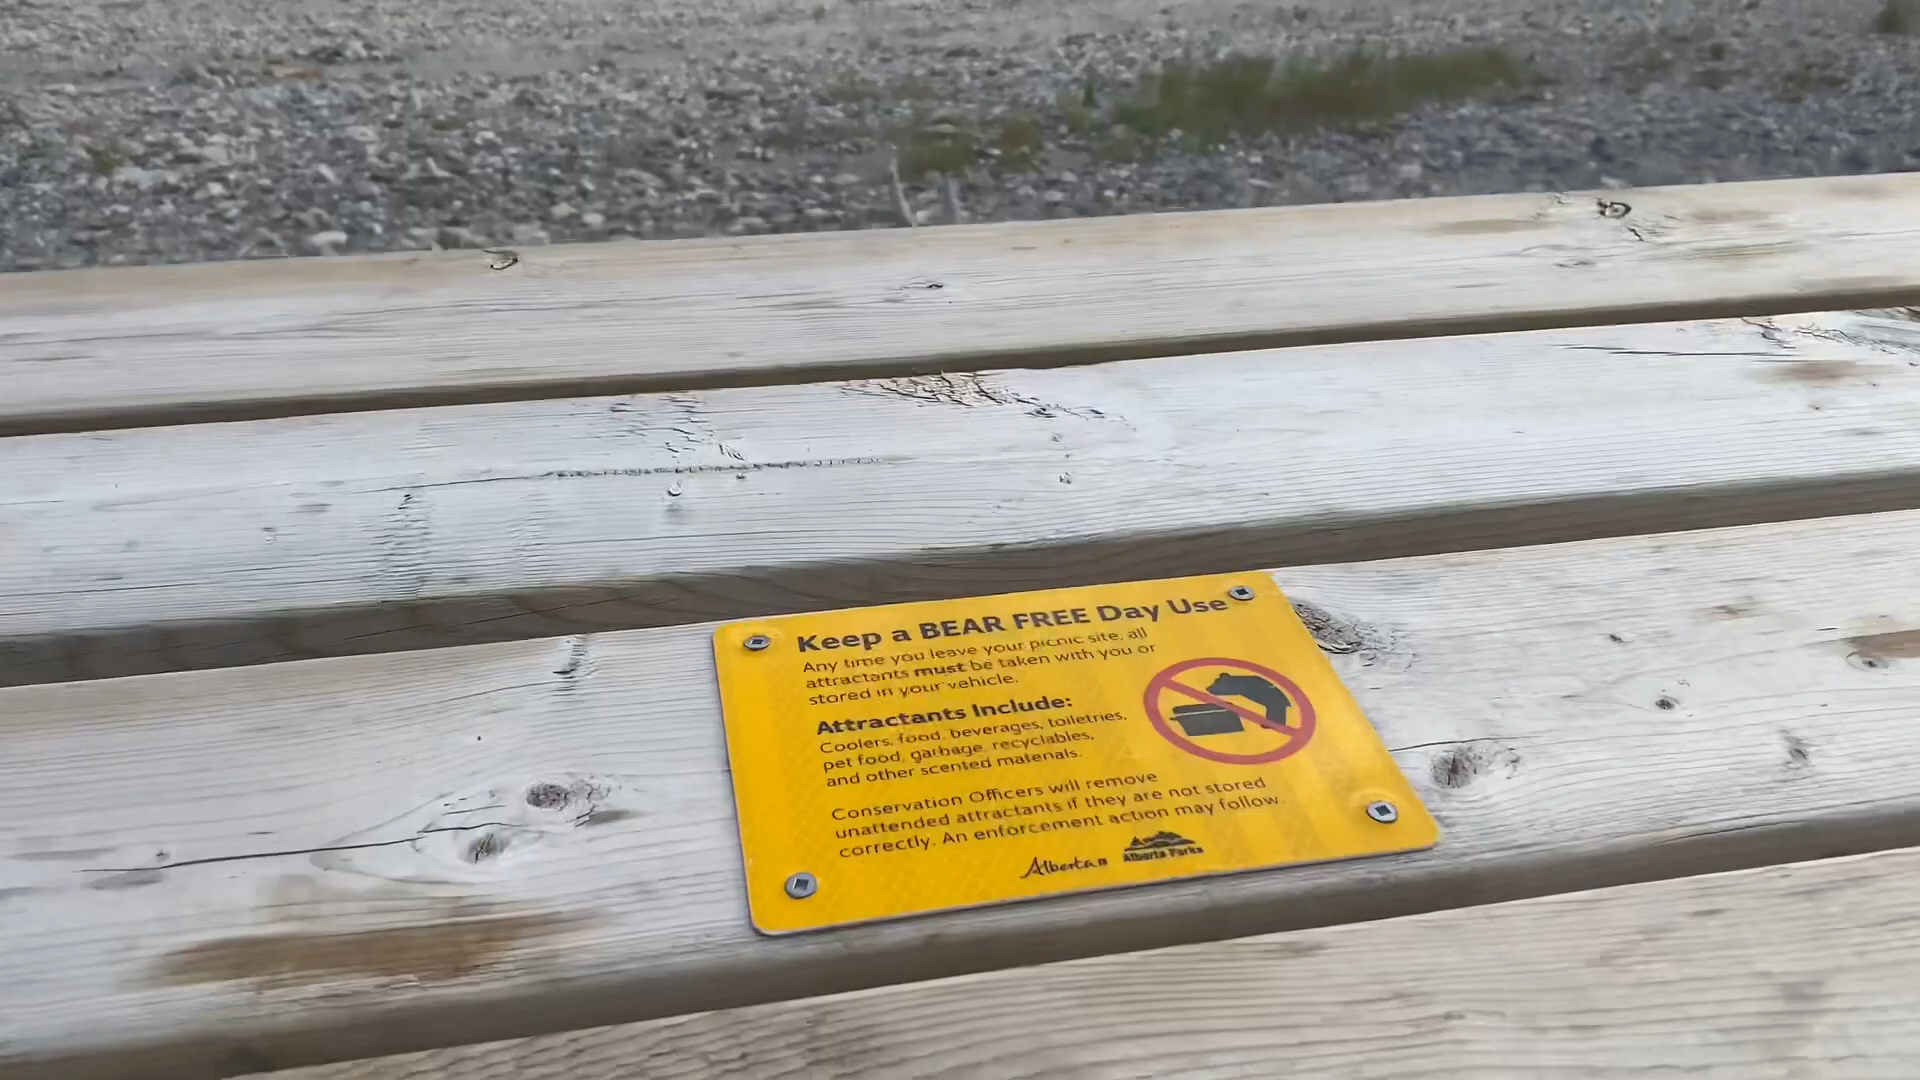 Keep a BEAR FREE Day Use
Any time you leave your picnic site, all
attractants must be taken with you or
stored in your vehicle.
Attractants Include:
Coolers, food, beverages, toiletries,
pet food, garbage, recyclables,
and other scented materials.
Conservation Officers will remove
unattended attractants if they are not stored
correctly. An enforcement action may follow.
Alberta
Alberta Parks